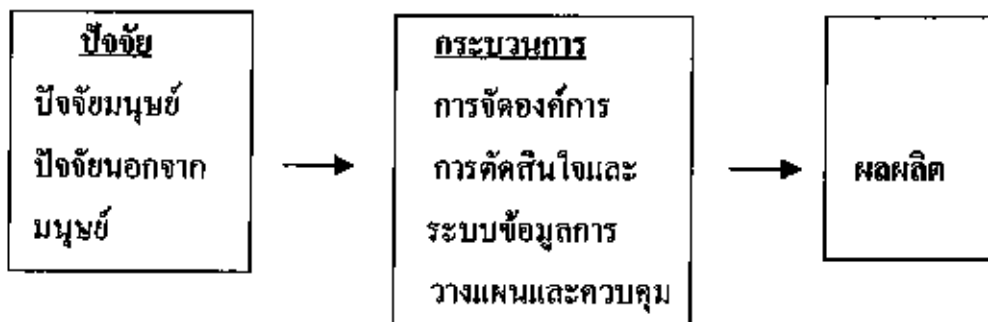 ปัจจัย
ปัจจัยมนุษย์
ปัจจัยนอกจาก
มนุษย์
กระบวนการ
การจัดองค์การ
การตัดสินใจและ
ระบบข้อมูลการ
วางแผนและควบคุม
ผลผลิต